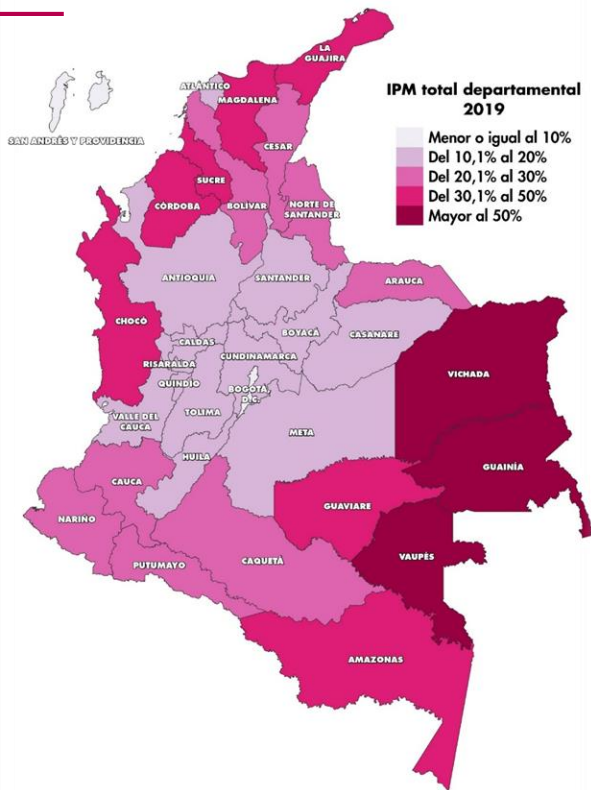 LA
GUAJIRA
ATLÁNTICO
MAGDALENA
IPM total departamental
2019
Menor o igual al 10%
Del 10,1% al 20%
Del 20,1% al 30%
Del 30,1% al 50%
Mayor al 50%
SAN ANDRÉS Y PROVIDENCIA
CESAR
SUCRE
CÓRDOBA
BOLÍVAR
NORTE DE
SANTANDER
ANTIOQUIA
SANTANDER
ARAUCA
CHOCÓ
BOYACÁ
CASANARE
CALDAS
CUNDINAMARCA
RISARALDA
VICHADA
QUINDÍO
BOGOTÁ,
D.C.
VALLE DEL
CAUCA
TOLIMA
META
HUILA
GUAINÍA
CAUCA
GUAVIARE
NARIÑO
VAUPÉS
PUTUMAYO
CAQUETÁ
AMAZONAS